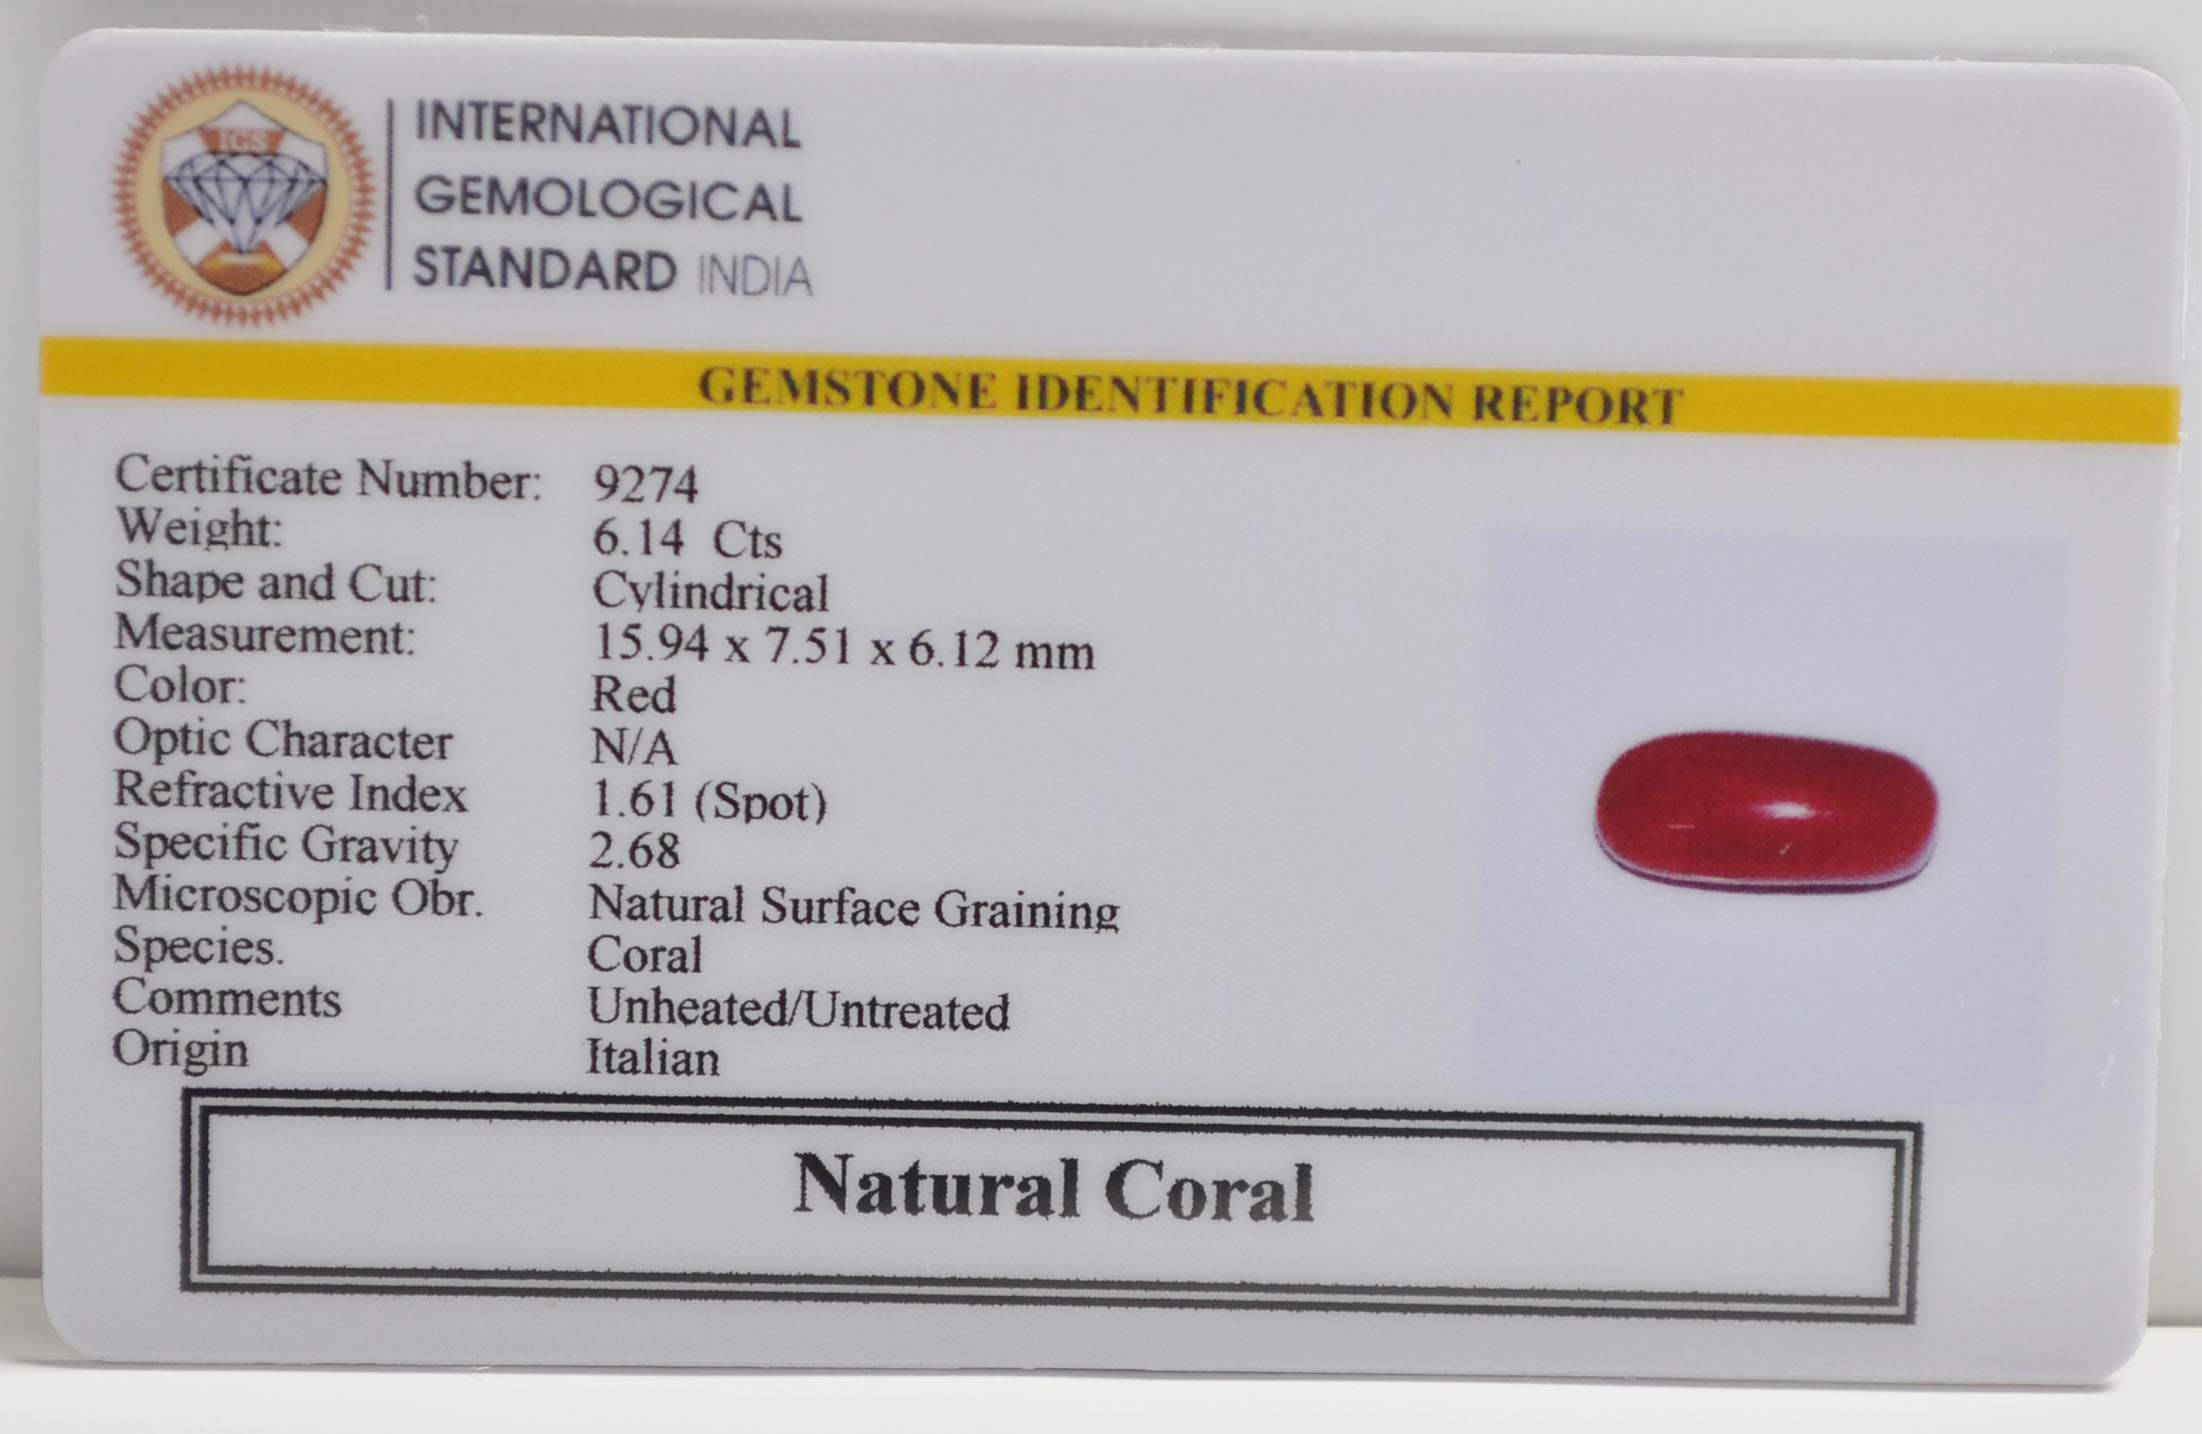 IGS
INTERNATIONAL
GEMOLOGICAL
STANDARD INDIA
GEMSTONE IDENTIFICATION REPORT
Certificate Number: 9274
Weight: 6.14 Cts
Shape and Cut: Cylindrical
Measurement: 15.94 x 7.51 x 6.12 mm
Color: Red
Optic Character N/A
Refractive Index 1.61 (Spot)
Specific Gravity 2.68
Microscopic Obr. Natural Surface Graining
Species. Coral
Comments Unheated/Untreated
Origin Italian
Natural Coral